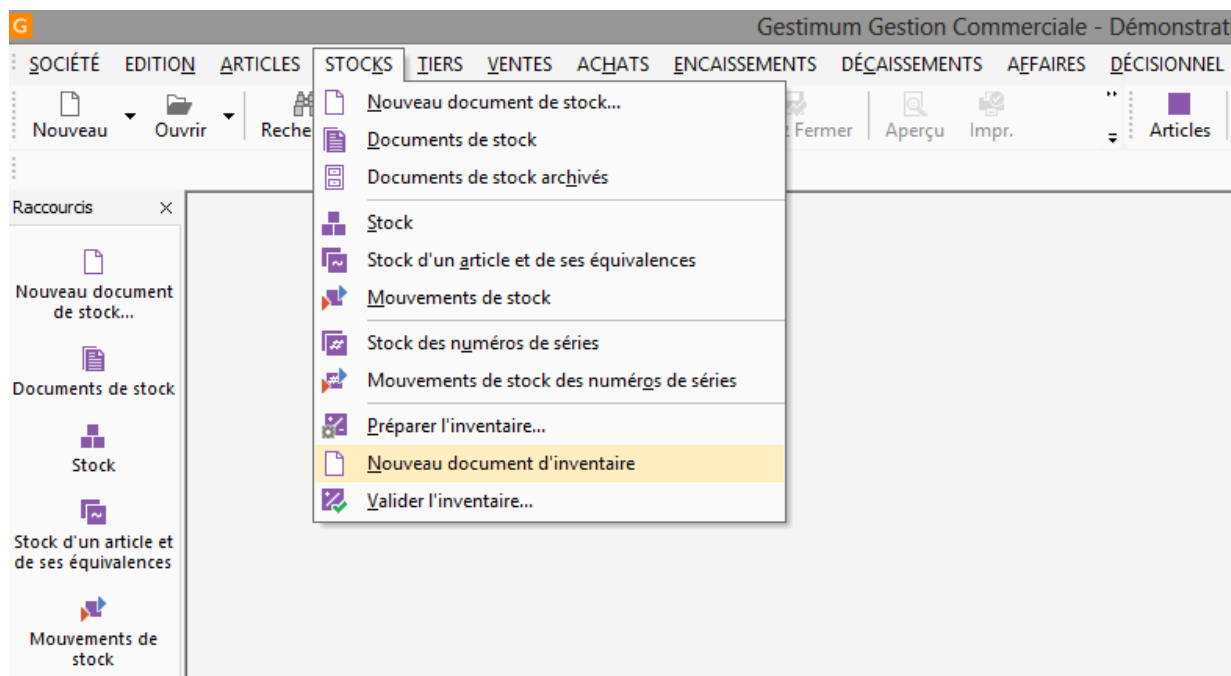 G
Gestimum Gestion Commerciale - Démonstrat
SOCIÉTÉ EDITION ARTICLES STOCKS TIERS VENTES ACHATS ENCAISSEMENTS DÉCAISSEMENTS AFFAIRES DÉCISIONNEL
Nouveau Ouvrir Reche Fermer Aperçu Impr. Articles
Nouveau document de stock...
Documents de stock
Documents de stock archivés
Stock
Stock d'un article et de ses équivalences
Mouvements de stock
Stock des numéros de séries
Mouvements de stock des numéros de séries
Préparer l'inventaire...
Nouveau document d'inventaire
Valider l'inventaire...
Raccourcis
Nouveau document
de stock...
Documents de stock
Stock
Stock d'un article et
de ses équivalences
Mouvements de
stock